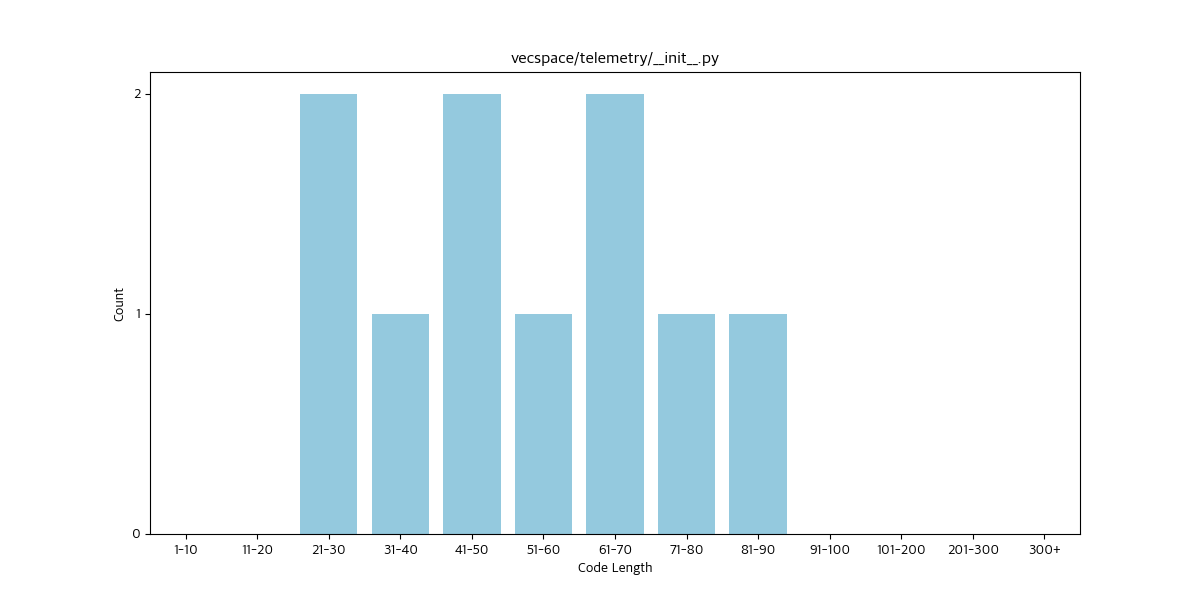 vecspace/telemetry/__init__.py
2
1
0
Count
1-10 11-20 21-30 31-40 41-50 51-60 61-70 71-80 81-90 91-100 101-200 201-300 300+
Code Length